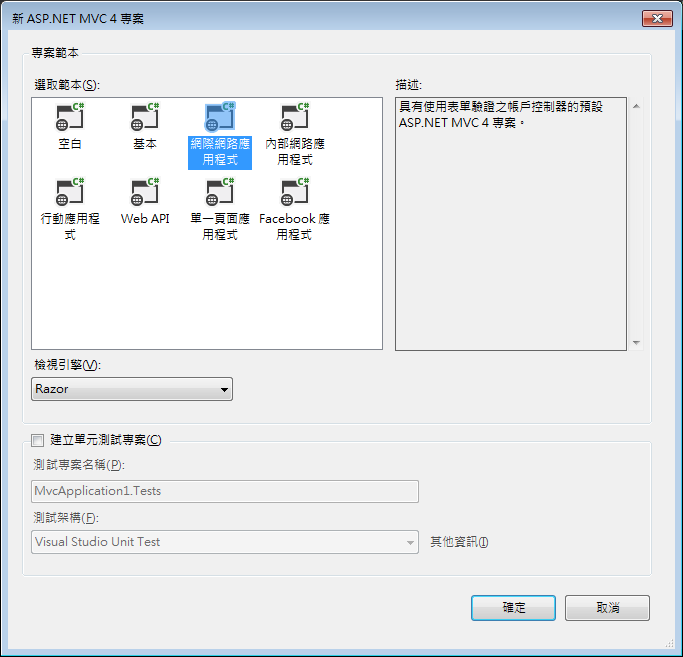 新 ASP.NET MVC 4 專案
專案範本
選取範本(S):
描述:
C#
C#
C#
C#
空白
基本
網際網路應
用程式
內部網路應
用程式
C#
C#
C#
C#
行動應用程
式
Web API
單一頁面應
用程式
Facebook 應
用程式
具有使用表單驗證之帳戶控制器的預設
ASP.NET MVC 4 專案。
檢視引擎(V):
Razor
建立單元測試專案(C)
測試專案名稱(P):
MvcApplication1.Tests
測試架構(F):
Visual Studio Unit Test
其他資訊(I)
確定
取消